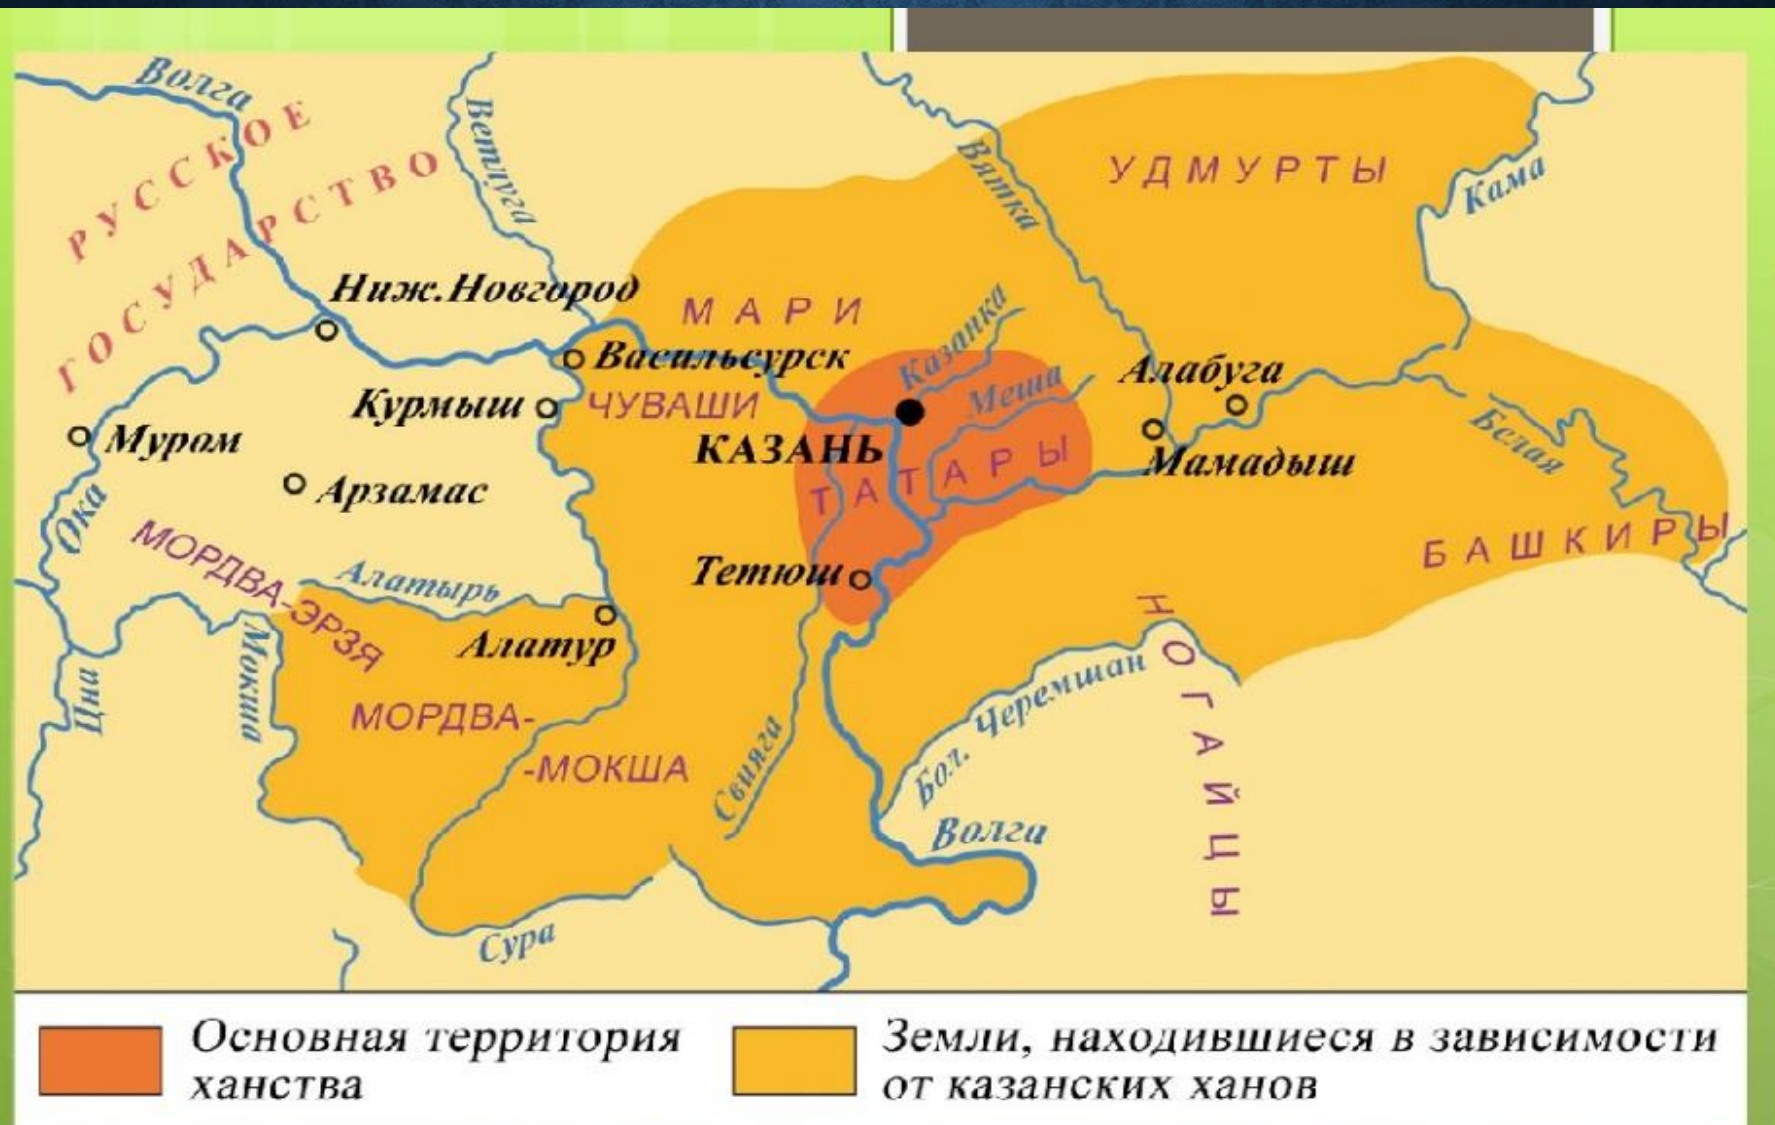 Волга
РУССКОЕ
ГОСУДАРСТВО
Ветлуга
Вятка
УДМУРТЫ
Кама
Ниж.Новгород
МАРИ
Казанка
Васильсурск
Меша
Алабуга
Курмыш
ЧУВАШИ
Муром
КАЗАНЬ
ТАТАРЫ
Мамадыш
Белая
Арзамас
Ока
МОРДВА-ЭРЗЯ
Алатырь
Тетюш
БАШКИРЫ
НОГАЙЦЫ
Алатур
Мокша
Цна
МОРДВА-
-МОКША
Свияга
Бол. Черемшан
Волга
Сура
Основная территория
ханства
Земли, находившиеся в зависимости
от казанских ханов